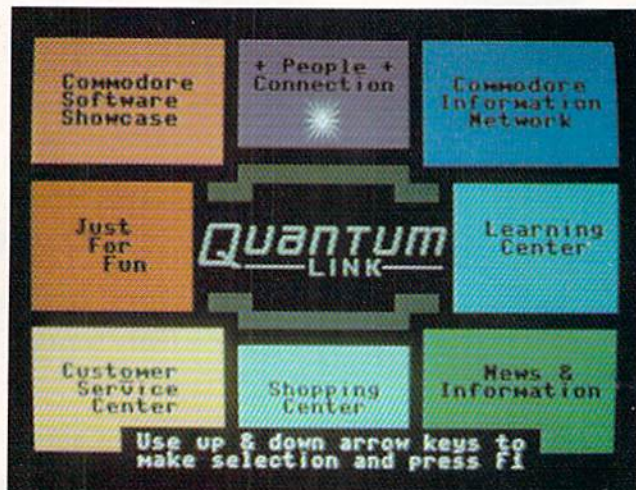 Commodore
Software
Showcase
+ People +
Connection
Commodore
Information
Network
Just
For
Fun
QUANTUM
LINK
Learning
Center
Customer
Service
Center
Shopping
Center
News &
Information
Use up & down arrow keys to
make selection and press F1